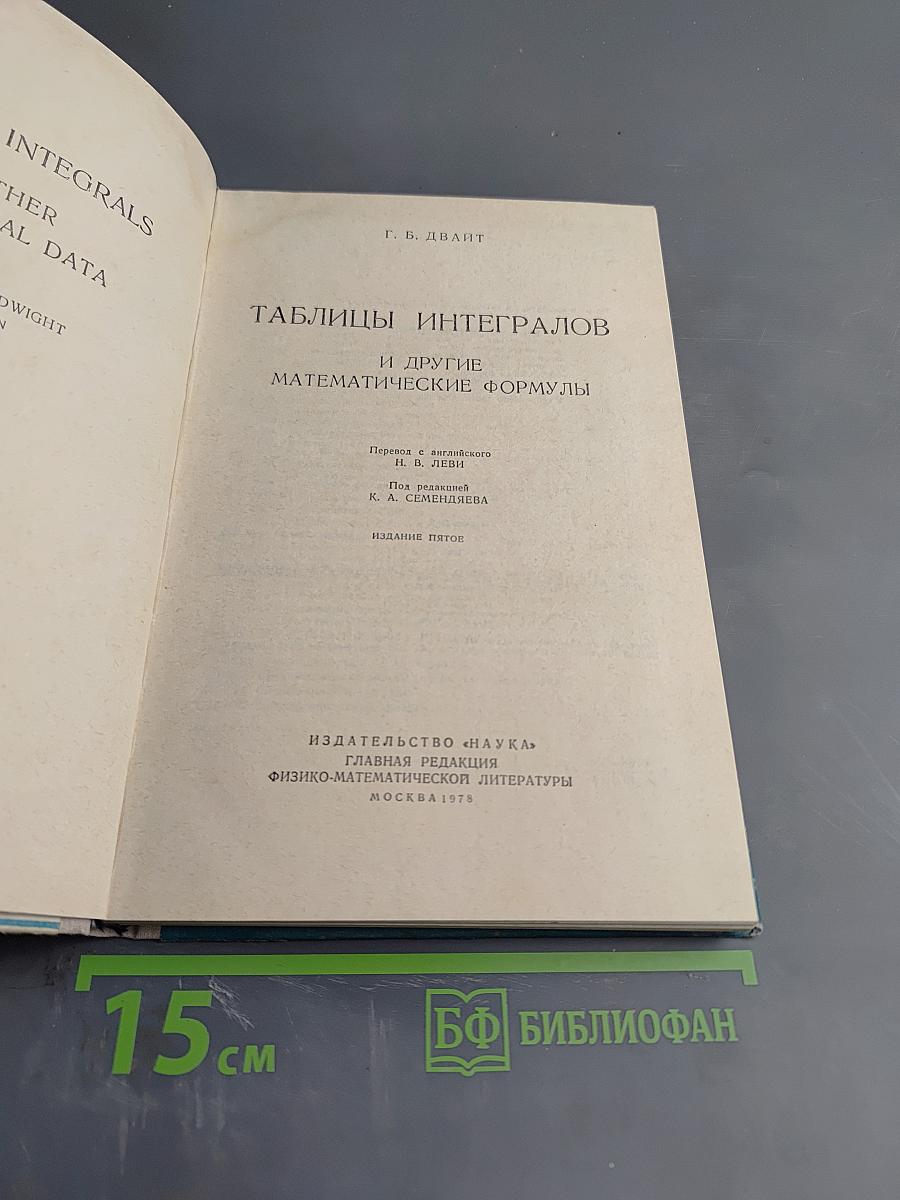 INTEGRALS
THER
AL DATA
DWIGHT
N
Г. Б. ДВАЙТ
ТАБЛИЦЫ ИНТЕГРАЛОВ
И ДРУГИЕ
МАТЕМАТИЧЕСКИЕ ФОРМУЛЫ
Перевод с английского
Н. В. ЛЕВИ
Под редакцией
К. А. СЕМЕНДЯЕВА
ИЗДАНИЕ ПЯТОЕ
ИЗДАТЕЛЬСТВО «НАУКА»
ГЛАВНАЯ РЕДАКЦИЯ
ФИЗИКО-МАТЕМАТИЧЕСКОЙ ЛИТЕРАТУРЫ
МОСКВА 1978
15 см
БФ БИБЛИОФАН